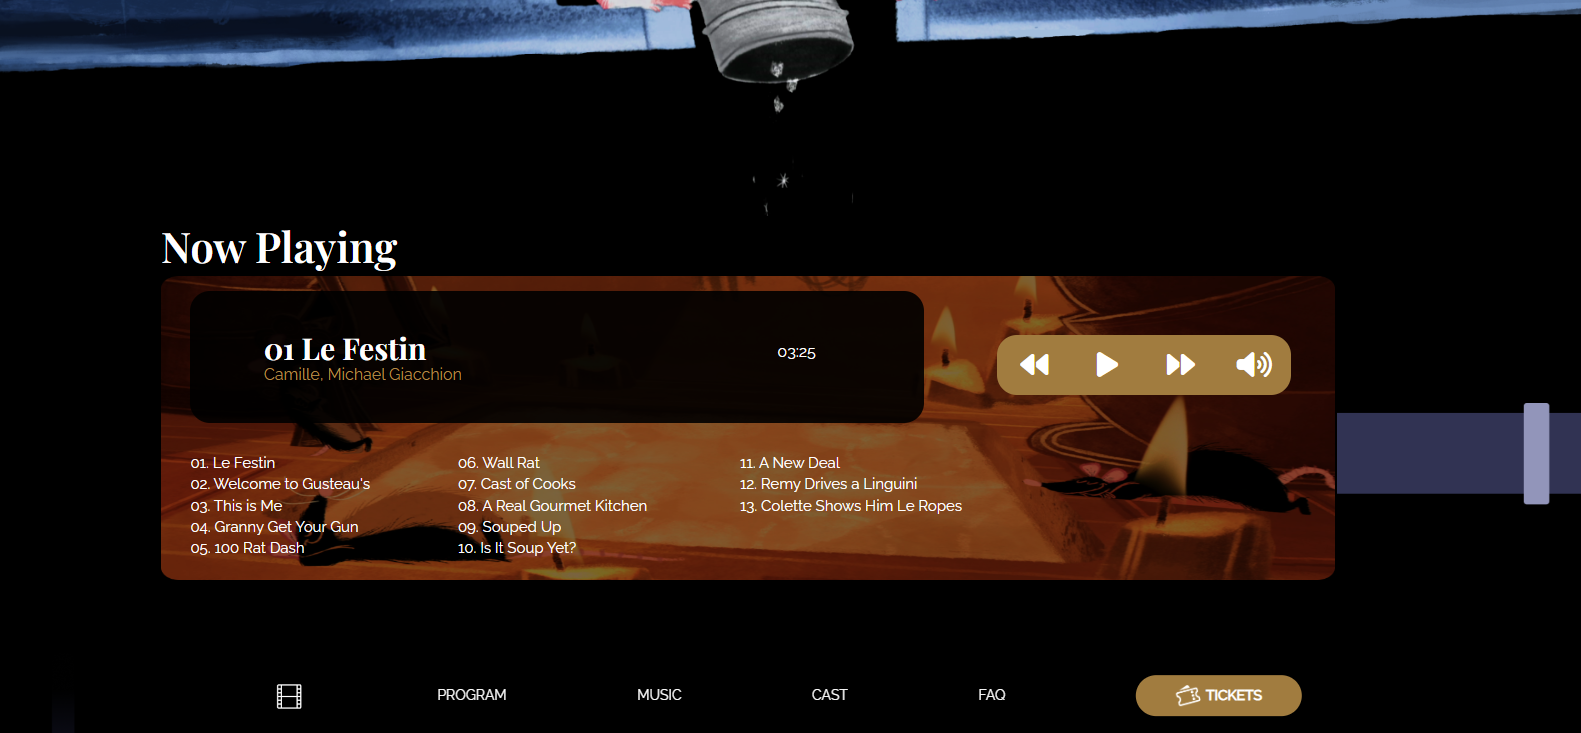 Now Playing
01 Le Festin
Camille, Michael Giacchion
03:25
01. Le Festin
02. Welcome to Gusteau's
03. This is Me
04. Granny Get Your Gun
05. 100 Rat Dash
06. Wall Rat
07. Cast of Cooks
08. A Real Gourmet Kitchen
09. Souped Up
10. Is It Soup Yet?
11. A New Deal
12. Remy Drives a Linguini
13. Colette Shows Him Le Ropes
PROGRAM
MUSIC
CAST
FAQ
TICKETS